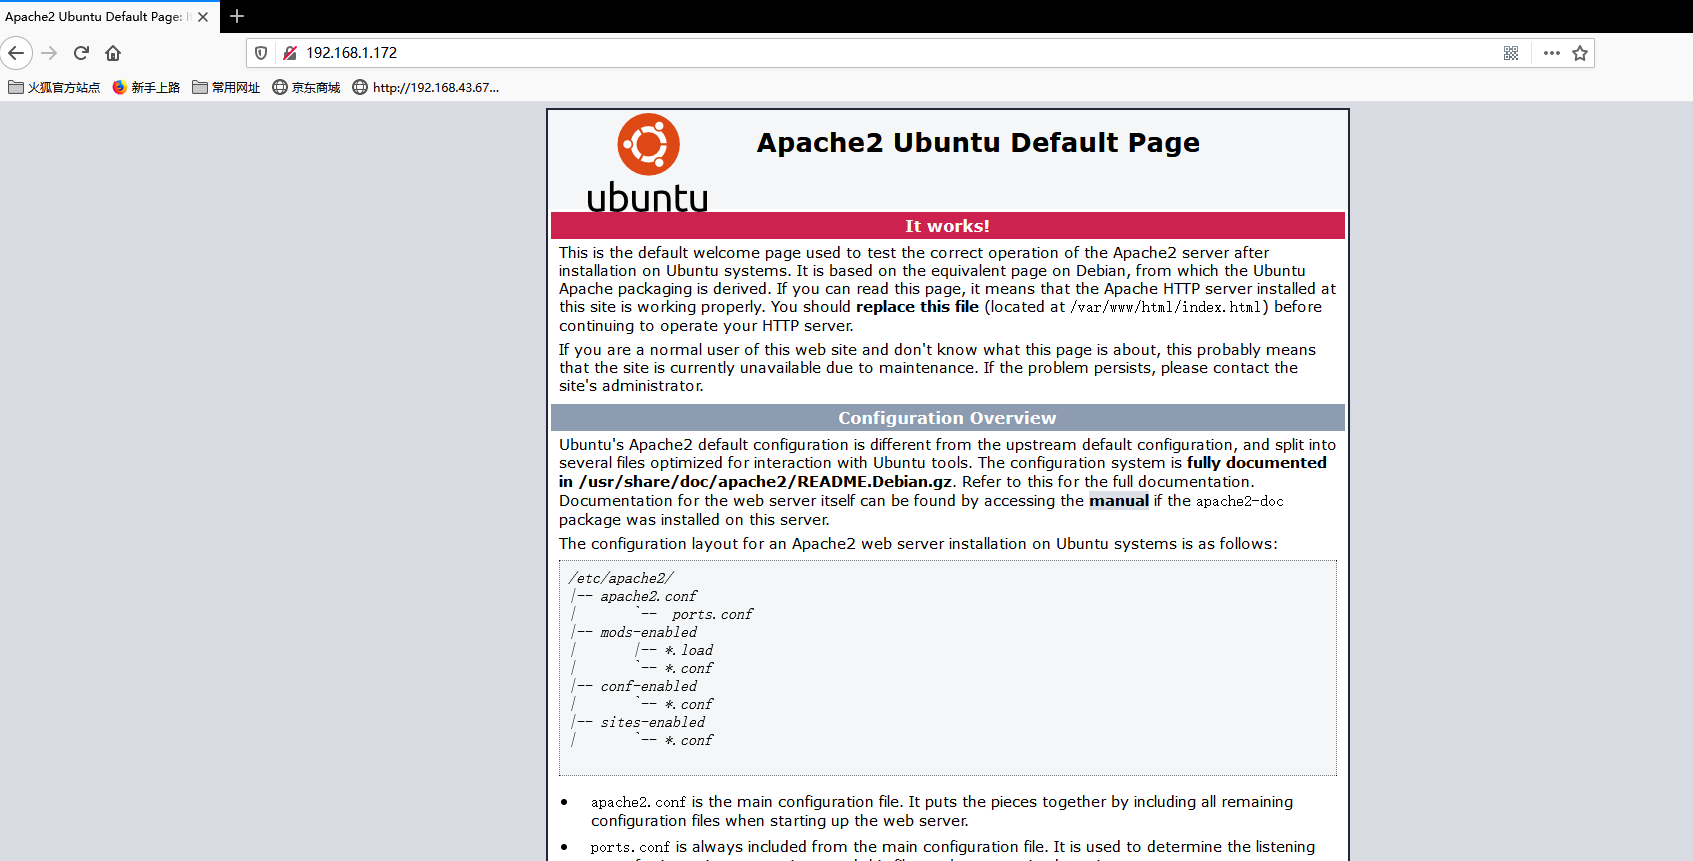 Apache2 Ubuntu Default Page:
192.168.1.172
火狐官方站点 新手上路 常用网址 京东商城 http://192.168.43.67...
ubuntu
Apache2 Ubuntu Default Page
It works!
This is the default welcome page used to test the correct operation of the Apache2 server after
installation on Ubuntu systems. It is based on the equivalent page on Debian, from which the Ubuntu
Apache packaging is derived. If you can read this page, it means that the Apache HTTP server installed at
this site is working properly. You should replace this file (located at /var/www/html/index.html) before
continuing to operate your HTTP server.
If you are a normal user of this web site and don't know what this page is about, this probably means
that the site is currently unavailable due to maintenance. If the problem persists, please contact the
site's administrator.
Configuration Overview
Ubuntu's Apache2 default configuration is different from the upstream default configuration, and split into
several files optimized for interaction with Ubuntu tools. The configuration system is fully documented
in /usr/share/doc/apache2/README.Debian.gz. Refer to this for the full documentation.
Documentation for the web server itself can be found by accessing the manual if the apache2-doc
package was installed on this server.
The configuration layout for an Apache2 web server installation on Ubuntu systems is as follows:
/etc/apache2/
|-- apache2.conf
|       `--  ports.conf
|-- mods-enabled
|       |-- *.load
|       `-- *.conf
|-- conf-enabled
|       `-- *.conf
|-- sites-enabled
|       `-- *.conf
• apache2.conf is the main configuration file. It puts the pieces together by including all remaining
configuration files when starting up the web server.
• ports.conf is always included from the main configuration file. It is used to determine the listening